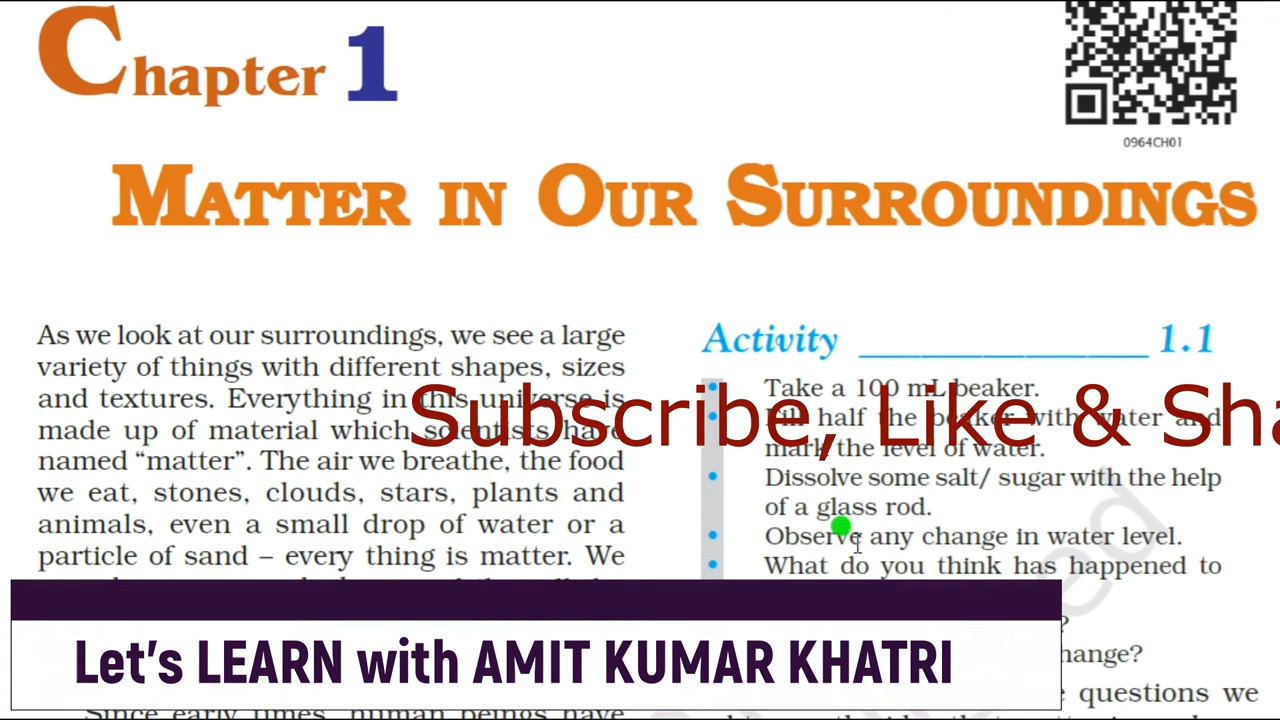 Chapter 1
0964CH01
MATTER IN OUR SURROUNDINGS
As we look at our surroundings, we see a large
variety of things with different shapes, sizes
and textures. Everything in this universe is
made up of material which scientists have
named “matter”. The air we breathe, the food
we eat, stones, clouds, stars, plants and
animals, even a small drop of water or a
particle of sand – every thing is matter. We
Since early times, human beings have
Activity 1.1
• Take a 100 mL beaker.
• Fill half the beaker with water and
mark the level of water.
• Dissolve some salt/ sugar with the help
of a glass rod.
• Observe any change in water level.
• What do you think has happened to
?
hange?
questions we
Subscribe, Like & Sha
Let's LEARN with AMIT KUMAR KHATRI